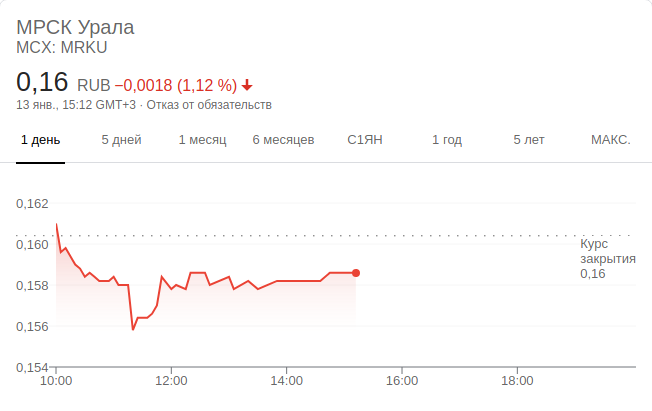 МРСК Урала
MCX: MRKU
0,16 RUB −0,0018 (1,12 %)
13 янв., 15:12 GMT+3 · Отказ от обязательств
1 день 5 дней 1 месяц 6 месяцев С1ЯН 1 год 5 лет МАКС.
0,162
0,160
0,158
0,156
0,154
Курс
закрытия
0,16
10:00 12:00 14:00 16:00 18:00